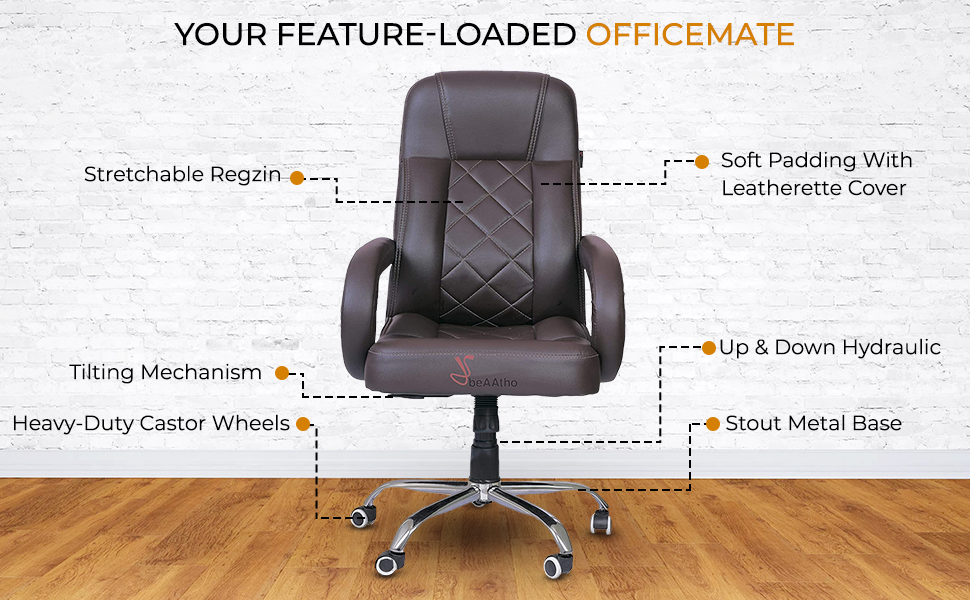 YOUR FEATURE-LOADED OFFICEMATE
Stretchable Regzin
Soft Padding With
Leatherette Cover
Tilting Mechanism
Up & Down Hydraulic
Heavy-Duty Castor Wheels
Stout Metal Base
beAAtho